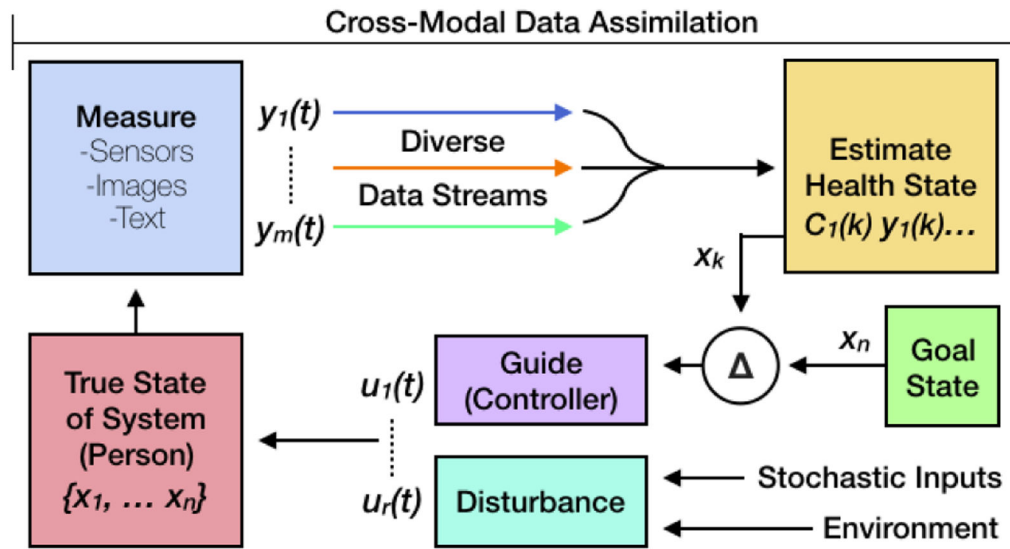 Cross-Modal Data Assimilation
Measure
-Sensors
-Images
-Text
y₁(t)
yₘ(t)
Diverse
Data Streams
Estimate
Health State
C₁(k) y₁(k)...
xₖ
xₙ
Δ
Goal
State
Guide
(Controller)
u₁(t)
uᵣ(t)
True State
of System
(Person)
{x₁, ... xₙ}
Disturbance
Stochastic Inputs
Environment